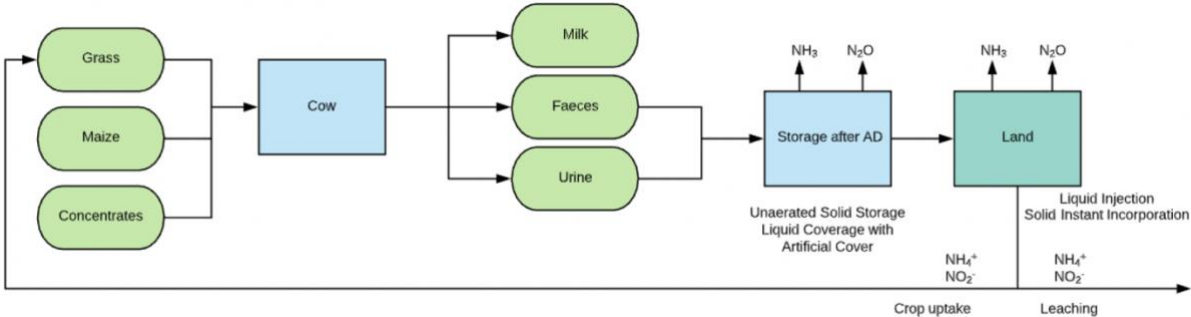 Grass
Maize
Concentrates
Cow
Milk
Faeces
Urine
NH₃
N₂O
Storage after AD
Unaerated Solid Storage
Liquid Coverage with
Artificial Cover
NH₃
N₂O
Land
Liquid Injection
Solid Instant Incorporation
NH₄⁺
NO₂⁻
Crop uptake
NH₄⁺
NO₂⁻
Leaching